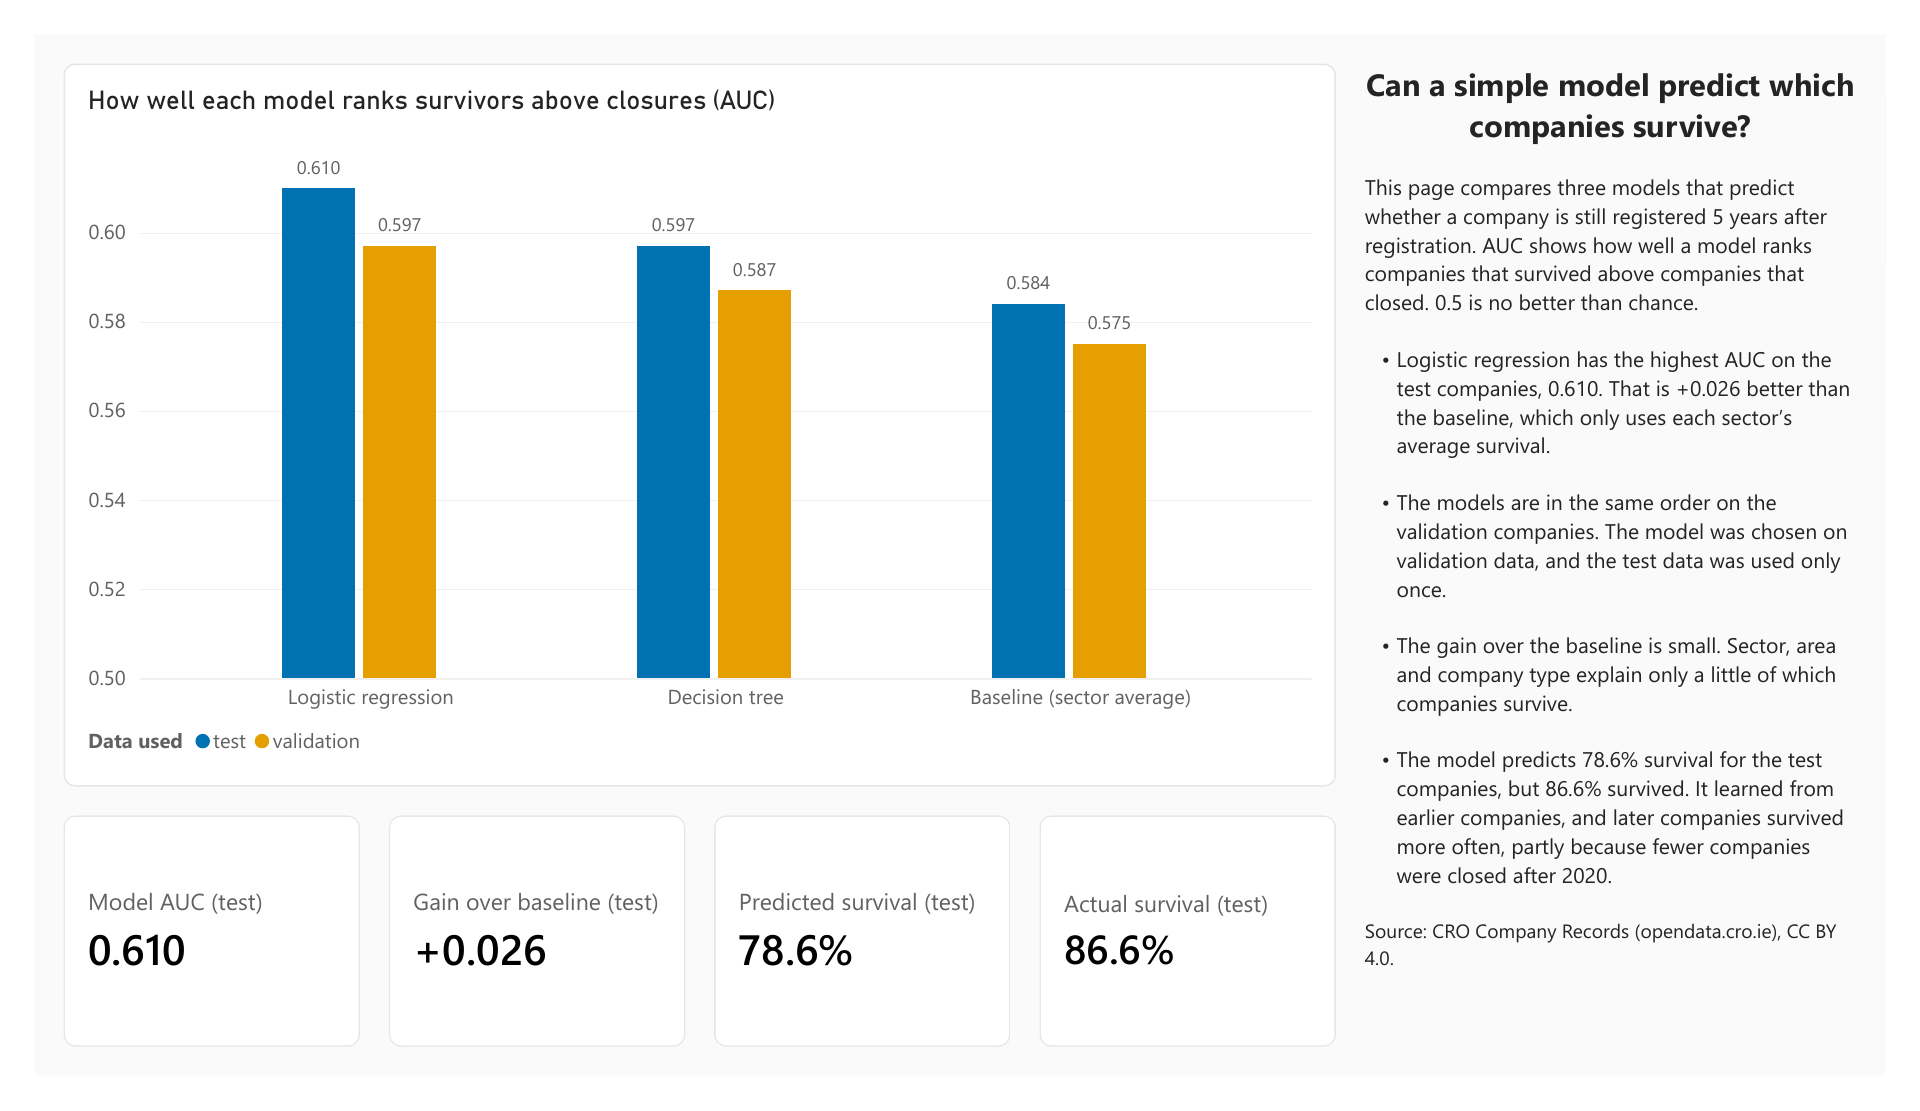 How well each model ranks survivors above closures (AUC)
0.610
0.597
0.597
0.587
0.584
0.575
0.60
0.58
0.56
0.54
0.52
0.50
Logistic regression
Decision tree
Baseline (sector average)
Data used
test
validation
Model AUC (test)
0.610
Gain over baseline (test)
+0.026
Predicted survival (test)
78.6%
Actual survival (test)
86.6%
Can a simple model predict which
companies survive?
This page compares three models that predict
whether a company is still registered 5 years after
registration. AUC shows how well a model ranks
companies that survived above companies that
closed. 0.5 is no better than chance.
• Logistic regression has the highest AUC on the
test companies, 0.610. That is +0.026 better than
the baseline, which only uses each sector’s
average survival.
• The models are in the same order on the
validation companies. The model was chosen on
validation data, and the test data was used only
once.
• The gain over the baseline is small. Sector, area
and company type explain only a little of which
companies survive.
• The model predicts 78.6% survival for the test
companies, but 86.6% survived. It learned from
earlier companies, and later companies survived
more often, partly because fewer companies
were closed after 2020.
Source: CRO Company Records (opendata.cro.ie), CC BY
4.0.